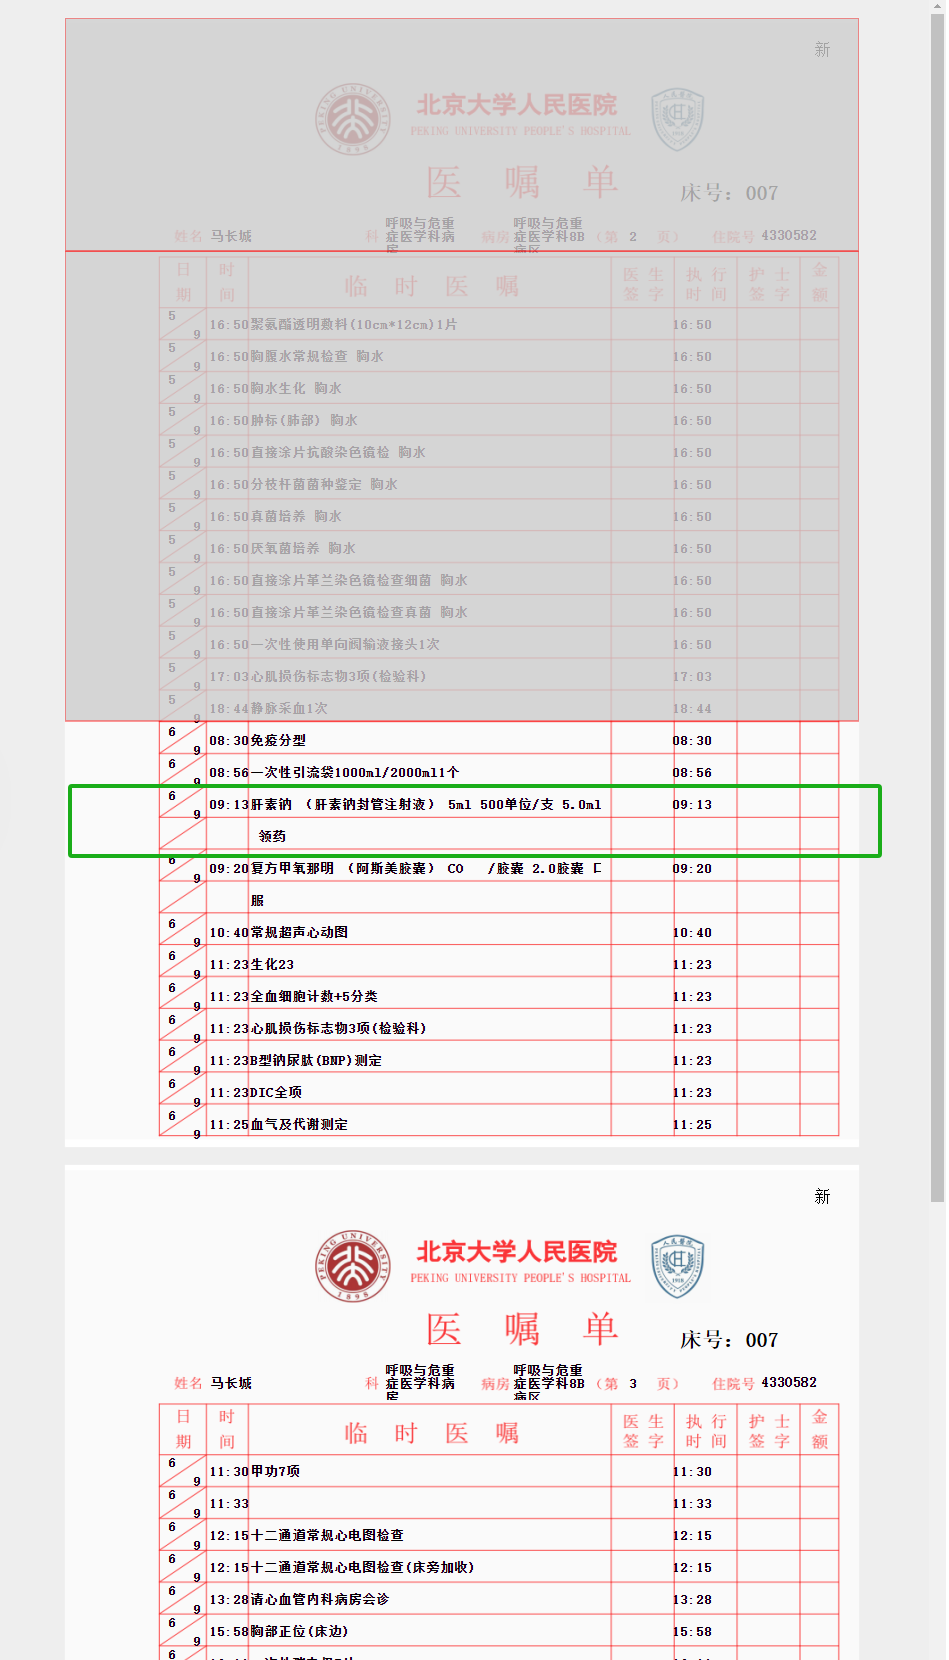 新
北京大学人民医院
PEKING UNIVERSITY PEOPLE'S HOSPITAL
医 嘱 单
床号: 007
姓名 马长城 科 呼吸与危重症医学科病房 病房 呼吸与危重症医学科8B病区 (第 2 页) 住院号 4330582
日期 时间 临 时 医 嘱 医生签字 执行时间 护士签字 金额
5 9 16:50 聚氨酯透明敷料(10cm*12cm)1片 16:50
5 9 16:50 胸腹水常规检查 胸水 16:50
5 9 16:50 胸水生化 胸水 16:50
5 9 16:50 肿标(肺部) 胸水 16:50
5 9 16:50 直接涂片抗酸染色镜检 胸水 16:50
5 9 16:50 分枝杆菌菌种鉴定 胸水 16:50
5 9 16:50 真菌培养 胸水 16:50
5 9 16:50 厌氧菌培养 胸水 16:50
5 9 16:50 直接涂片革兰染色镜检查细菌 胸水 16:50
5 9 16:50 直接涂片革兰染色镜检查真菌 胸水 16:50
5 9 16:50 一次性使用单向阀输液接头1次 16:50
5 9 17:03 心肌损伤标志物3项(检验科) 17:03
5 9 18:44 静脉采血1次 18:44
6 9 08:30 免疫分型 08:30
6 9 08:56 一次性引流袋1000ml/2000ml1个 08:56
6 9 09:13 肝素钠 (肝素钠封管注射液) 5ml 500单位/支 5.0ml 09:13
领药
6 9 09:20 复方甲氧那明 (阿斯美胶囊) CO /胶囊 2.0胶囊 09:20
服
6 9 10:40 常规超声心动图 10:40
6 9 11:23 生化23 11:23
6 9 11:23 全血细胞计数+5分类 11:23
6 9 11:23 心肌损伤标志物3项(检验科) 11:23
6 9 11:23 B型钠尿肽(BNP)测定 11:23
6 9 11:23 DIC全项 11:23
6 9 11:25 血气及代谢测定 11:25
新
北京大学人民医院
PEKING UNIVERSITY PEOPLE'S HOSPITAL
医 嘱 单
床号: 007
姓名 马长城 科 呼吸与危重症医学科病房 病房 呼吸与危重症医学科8B病区 (第 3 页) 住院号 4330582
日期 时间 临 时 医 嘱 医生签字 执行时间 护士签字 金额
6 9 11:30 甲功7项 11:30
6 9 11:33 11:33
6 9 12:15 十二通道常规心电图检查 12:15
6 9 12:15 十二通道常规心电图检查(床旁加收) 12:15
6 9 13:28 请心血管内科病房会诊 13:28
6 9 15:58 胸部正位(床边) 15:58
6